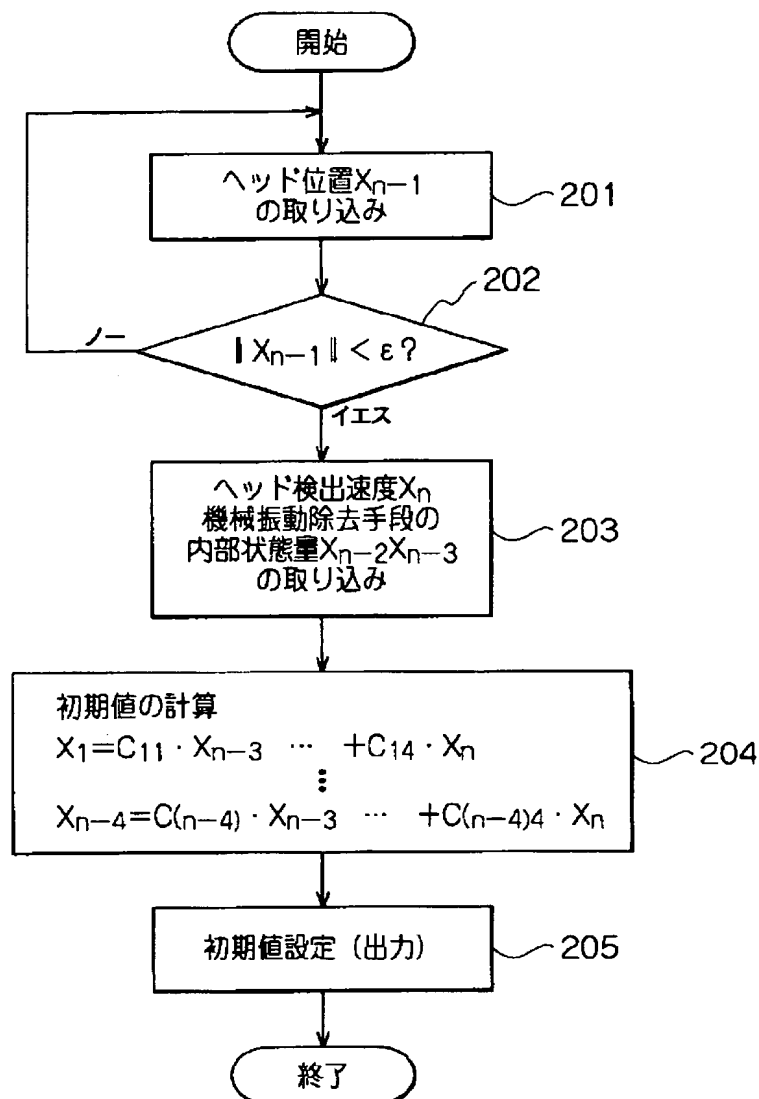 開始
ヘッド位置Xn−1
の取り込み
201
202
‖Xn−1‖＜ε？
ノー
イエス
ヘッド検出速度Xn
機械振動除去手段の
内部状態量Xn−2Xn−3
の取り込み
203
初期値の計算
X1＝C11・Xn−3 … ＋C14・Xn
⋮
Xn−4＝C(n−4)・Xn−3 … ＋C(n−4)4・Xn
204
初期値設定（出力）
205
終了